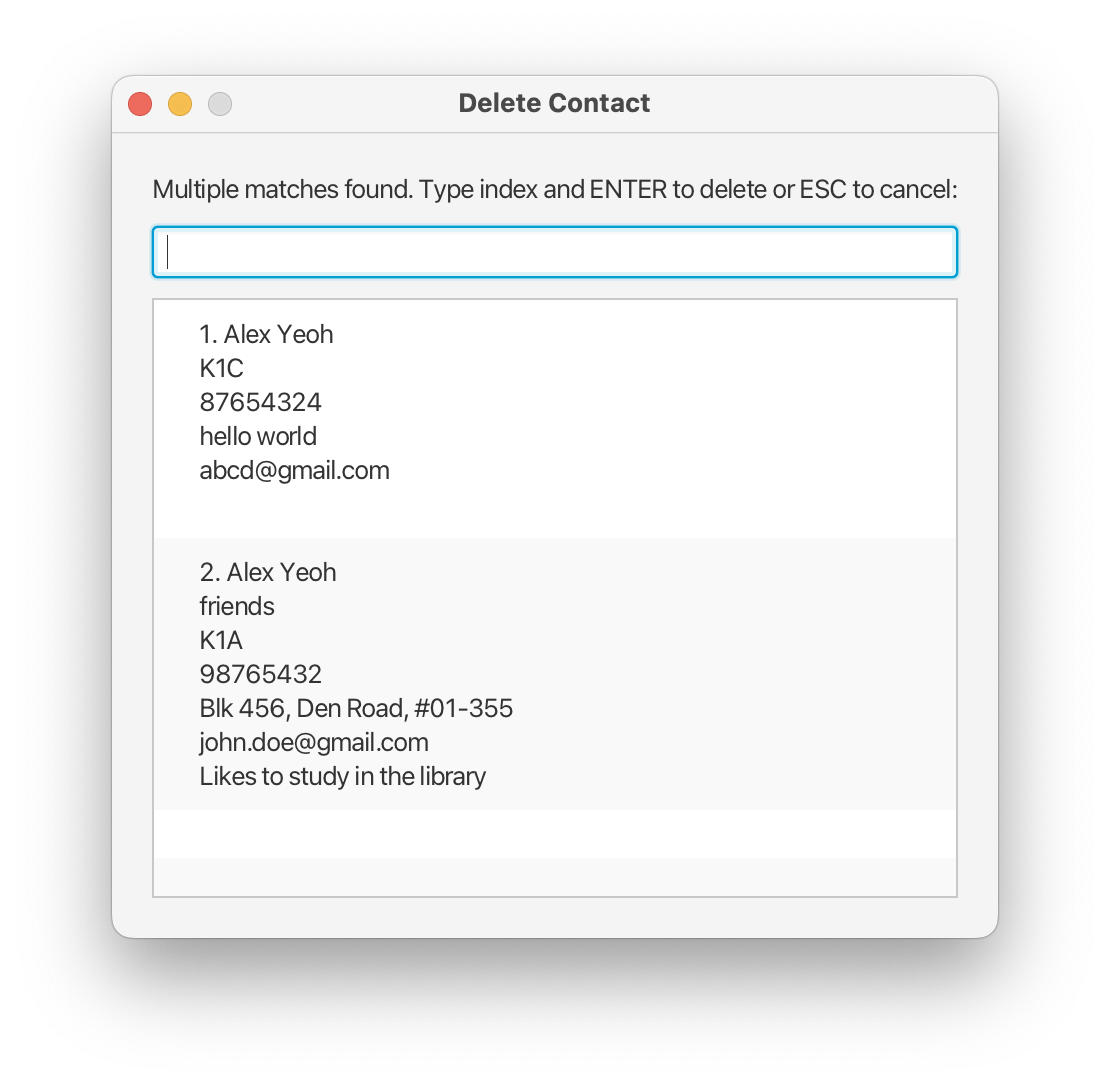 Delete Contact
Multiple matches found. Type index and ENTER to delete or ESC to cancel:
1. Alex Yeoh
K1C
87654324
hello world
abcd@gmail.com
2. Alex Yeoh
friends
K1A
98765432
Blk 456, Den Road, #01-355
john.doe@gmail.com
Likes to study in the library